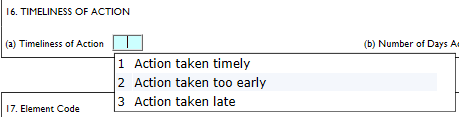 16. TIMELINESS OF ACTION
(a) Timeliness of Action (b) Number of Days
1 Action taken timely
2 Action taken too early
3 Action taken late
17. Element Code